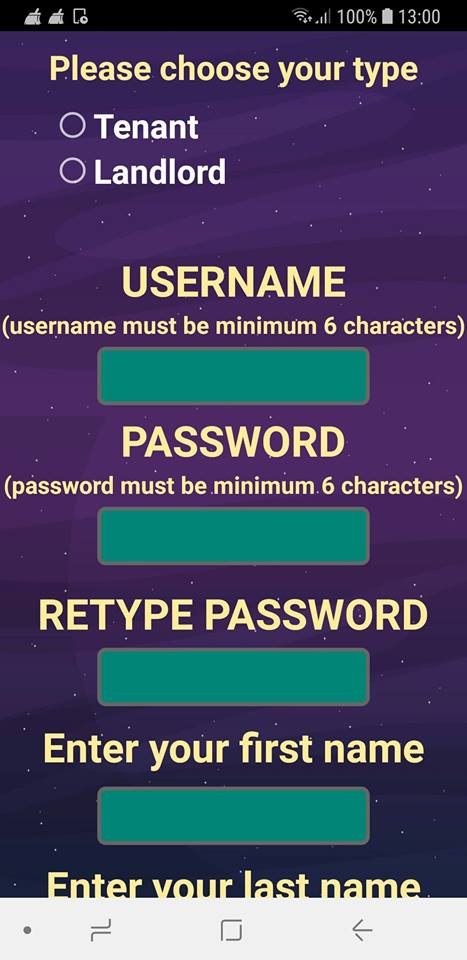 100% 13:00
Please choose your type
Tenant
Landlord
USERNAME
(username must be minimum 6 characters)
PASSWORD
(password must be minimum 6 characters)
RETYPE PASSWORD
Enter your first name
Enter your last name